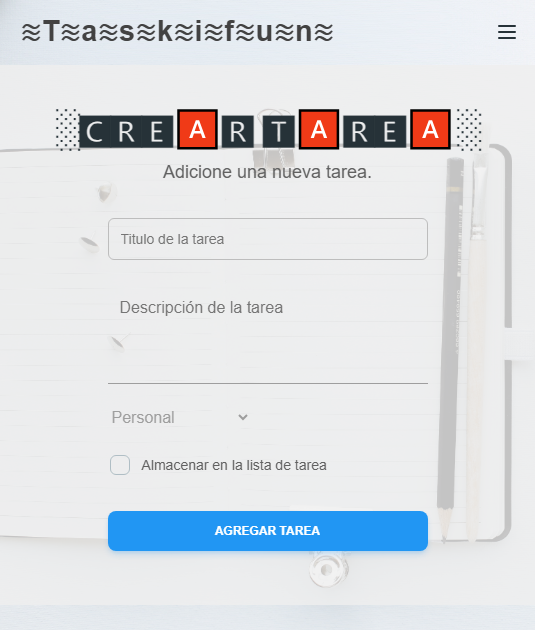 ≋T≋a≋s≋k≋i≋f≋u≋n≋
CREARTAREA
Adicione una nueva tarea.
Titulo de la tarea
Descripción de la tarea
Personal
Almacenar en la lista de tarea
AGREGAR TAREA